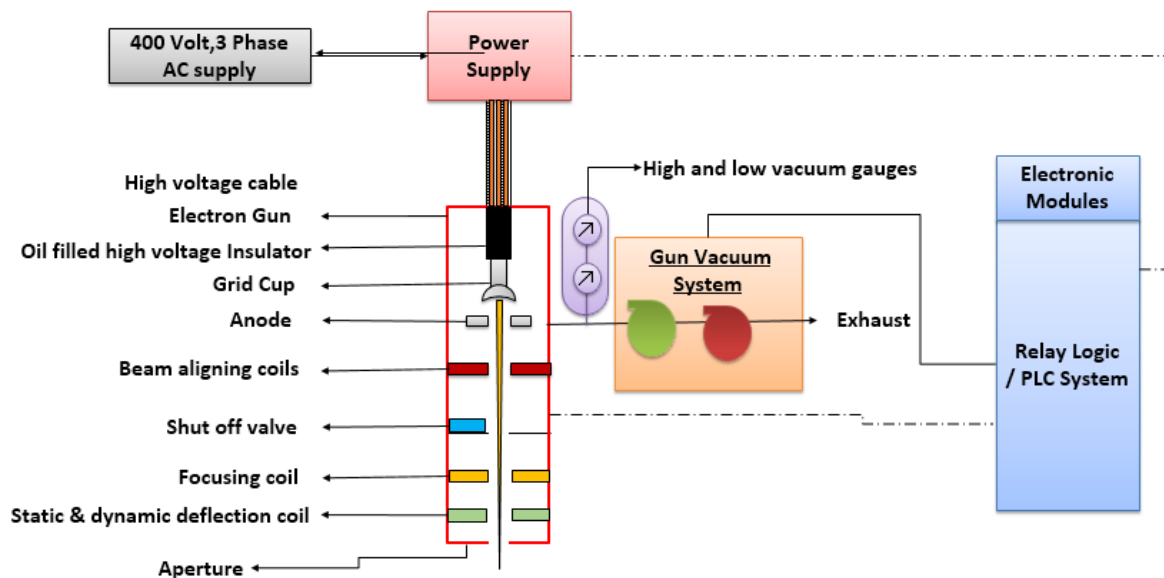 400 Volt,3 Phase
AC supply
Power
Supply
High and low vacuum gauges
High voltage cable
Electron Gun
Oil filled high voltage Insulator
Grid Cup
Anode
Beam aligning coils
Shut off valve
Focusing coil
Static & dynamic deflection coil
Aperture
Gun Vacuum
System
Exhaust
Electronic
Modules
Relay Logic
/ PLC System